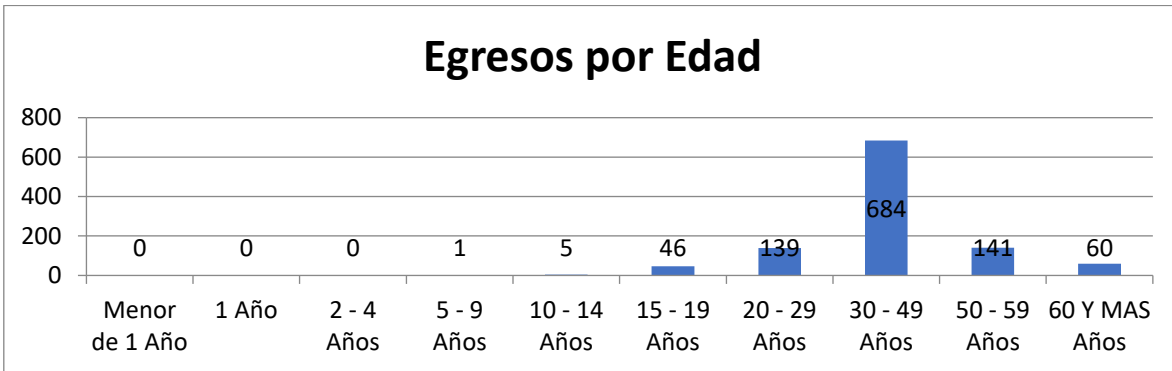 Egresos por Edad
800
600
400
200
0
0 0 0 1 5 46 139 684 141 60
Menor de 1 Año
1 Año
2 - 4 Años
5 - 9 Años
10 - 14 Años
15 - 19 Años
20 - 29 Años
30 - 49 Años
50 - 59 Años
60 Y MAS Años